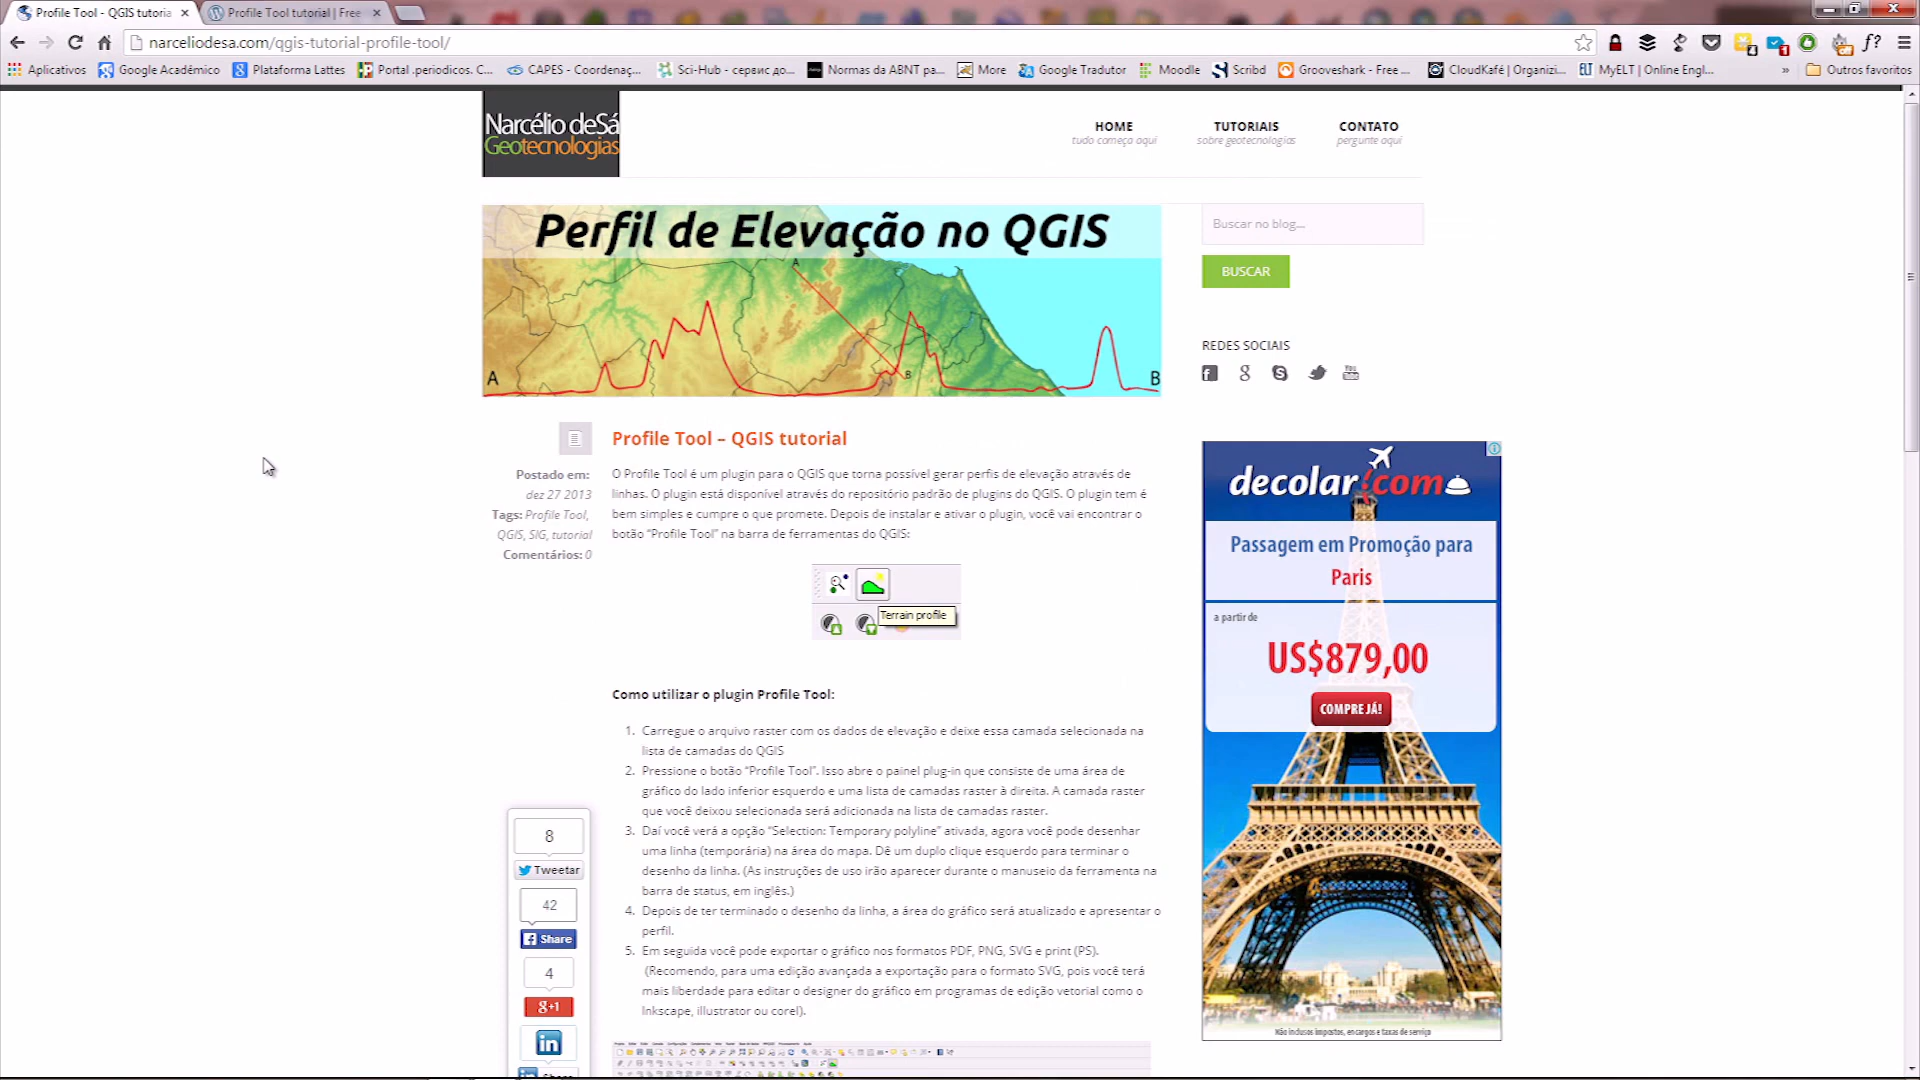 Profile Tool - QGIS tutoria
Profile Tool tutorial | Free
narceliodesa.com/qgis-tutorial-profile-tool/
f?
Aplicativos
Google Acadêmico
Plataforma Lattes
Portal .periodicos. C...
CAPES - Coordenaç...
Sci-Hub - сервис до...
Normas da ABNT pa...
More
Google Tradutor
Moodle
Scribd
Grooveshark - Free ...
CloudKafé | Organizi...
MyELT | Online Engl...
»
Outros favoritos
Narcélio deSá
Geotecnologias
HOME
tudo começa aqui
TUTORIAIS
sobre geotecnologias
CONTATO
pergunte aqui
Perfil de Elevação no QGIS
A
B
A
B
Buscar no blog...
BUSCAR
REDES SOCIAIS
Profile Tool – QGIS tutorial
Postado em:
dez 27 2013
Tags: Profile Tool,
QGIS, SIG, tutorial
Comentários: 0
O Profile Tool é um plugin para o QGIS que torna possível gerar perfis de elevação através de
linhas. O plugin está disponível através do repositório padrão de plugins do QGIS. O plugin tem é
bem simples e cumpre o que promete. Depois de instalar e ativar o plugin, você vai encontrar o
botão “Profile Tool” na barra de ferramentas do QGIS:
Terrain profile
Como utilizar o plugin Profile Tool:
1. Carregue o arquivo raster com os dados de elevação e deixe essa camada selecionada na
lista de camadas do QGIS
2. Pressione o botão “Profile Tool”. Isso abre o painel plug-in que consiste de uma área de
gráfico do lado inferior esquerdo e uma lista de camadas raster à direita. A camada raster
que você deixou selecionada será adicionada na lista de camadas raster.
3. Daí você verá a opção “Selection: Temporary polyline” ativada, agora você pode desenhar
uma linha (temporária) na área do mapa. Dê um duplo clique esquerdo para terminar o
desenho da linha. (As instruções de uso irão aparecer durante o manuseio da ferramenta na
barra de status, em inglês.)
4. Depois de ter terminado o desenho da linha, a área do gráfico será atualizado e apresentar o
perfil.
5. Em seguida você pode exportar o gráfico nos formatos PDF, PNG, SVG e print (PS).
(Recomendo, para uma edição avançada a exportação para o formato SVG, pois você terá
mais liberdade para editar o designer do gráfico em programas de edição vetorial como o
Inkscape, illustrator ou corel).
8
Tweetar
42
Share
4
g+1
in
decolar.com
Passagem em Promoção para
Paris
a partir de
US$879,00
COMPRE JÁ!
Não inclusos impostos, encargos e taxas de serviço